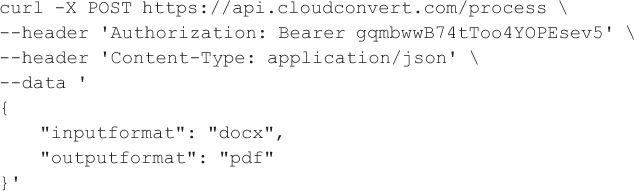 curl -X POST https://api.cloudconvert.com/process \
--header 'Authorization: Bearer gqmbwwB74tToo4YOPEsev5' \
--header 'Content-Type: application/json' \
--data '
{
    "inputformat": "docx",
    "outputformat": "pdf"
}'